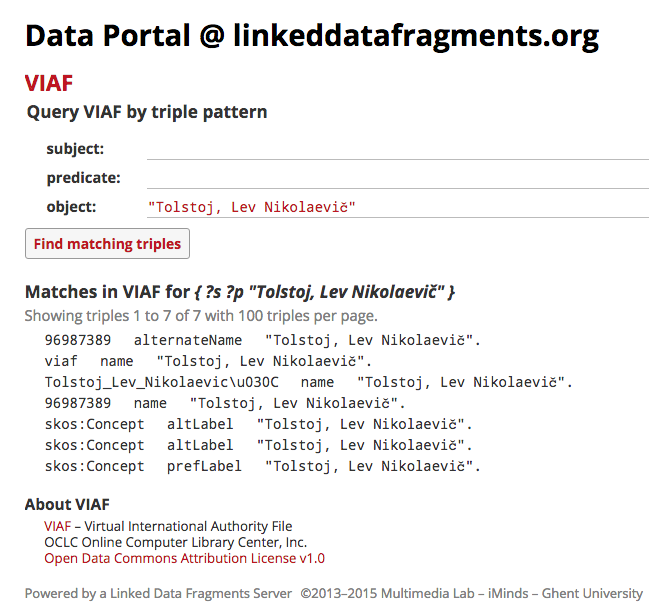 Data Portal @ linkeddatafragments.org
VIAF
Query VIAF by triple pattern
subject:
predicate:
object: "Tolstoj, Lev Nikolaevič"
Find matching triples
Matches in VIAF for { ?s ?p "Tolstoj, Lev Nikolaevič" }
Showing triples 1 to 7 of 7 with 100 triples per page.
96987389 alternateName "Tolstoj, Lev Nikolaevič".
viaf name "Tolstoj, Lev Nikolaevič".
Tolstoj_Lev_Nikolaevic\u030C name "Tolstoj, Lev Nikolaevič".
96987389 name "Tolstoj, Lev Nikolaevič".
skos:Concept altLabel "Tolstoj, Lev Nikolaevič".
skos:Concept altLabel "Tolstoj, Lev Nikolaevič".
skos:Concept prefLabel "Tolstoj, Lev Nikolaevič".
About VIAF
VIAF – Virtual International Authority File
OCLC Online Computer Library Center, Inc.
Open Data Commons Attribution License v1.0
Powered by a Linked Data Fragments Server ©2013–2015 Multimedia Lab – iMinds – Ghent University